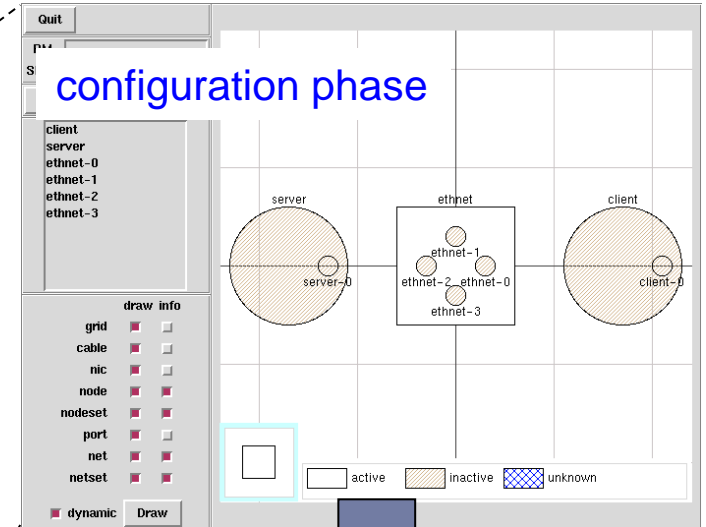 Quit
configuration phase
client
server
ethnet-0
ethnet-1
ethnet-2
ethnet-3
server
ethnet
client
ethnet-1
server-0
ethnet-2
ethnet-0
client-0
ethnet-3
draw info
grid
cable
nic
node
nodeset
port
net
netset
dynamic
Draw
active
inactive
unknown